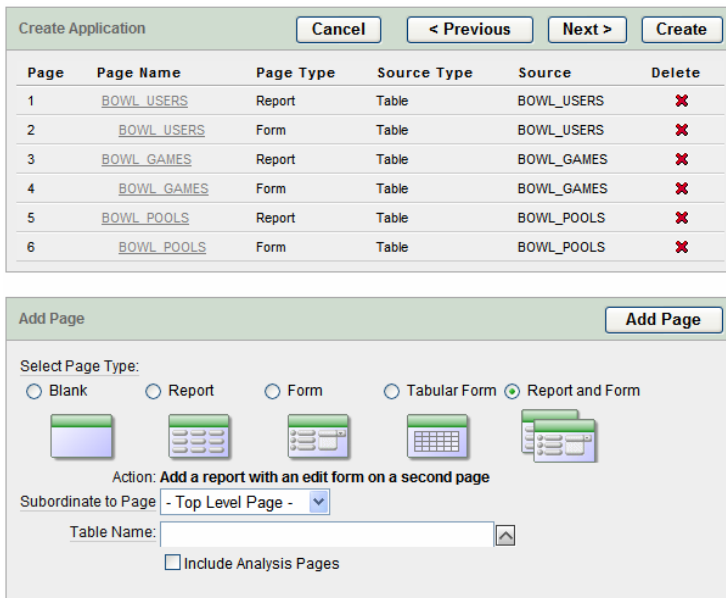 Create Application Cancel < Previous Next > Create
Page Page Name Page Type Source Type Source Delete
1 BOWL_USERS Report Table BOWL_USERS
2 BOWL_USERS Form Table BOWL_USERS
3 BOWL_GAMES Report Table BOWL_GAMES
4 BOWL_GAMES Form Table BOWL_GAMES
5 BOWL_POOLS Report Table BOWL_POOLS
6 BOWL_POOLS Form Table BOWL_POOLS
Add Page Add Page
Select Page Type:
Blank Report Form Tabular Form Report and Form
Action: Add a report with an edit form on a second page
Subordinate to Page - Top Level Page -
Table Name:
Include Analysis Pages